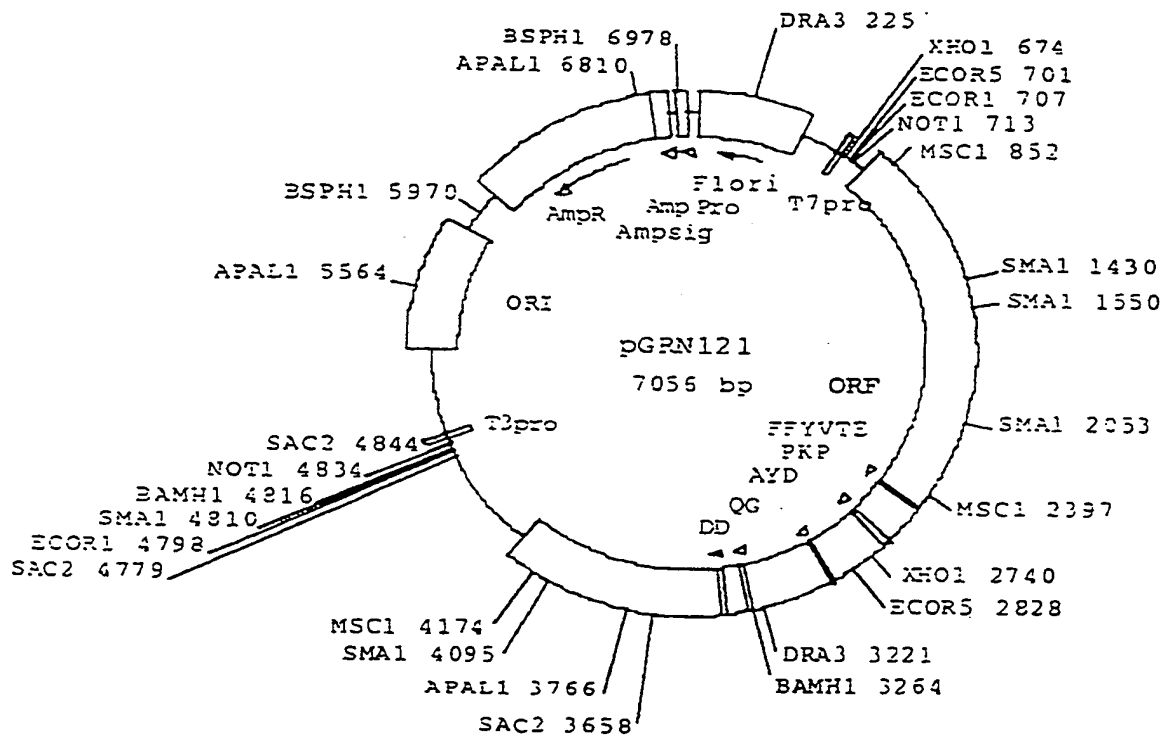 DRA3 225
BSPH1 6978
XHO1 674
APAL1 6810
ECOR5 701
ECOR1 707
NOT1 713
MSC1 852
BSPH1 5970
F1ori
T7pro
AmpR
Amp Pro
Ampsig
APAL1 5564
SMA1 1430
ORI
SMA1 1550
pGRN121
7056 bp
ORF
T3pro
FFYVTE
SMA1 2053
SAC2 4844
PKP
NOT1 4834
AYD
BAMH1 4816
QG
MSC1 2397
SMA1 4810
DD
ECOR1 4798
SAC2 4779
XHO1 2740
ECOR5 2828
MSC1 4174
SMA1 4095
DRA3 3221
APAL1 3766
BAMH1 3264
SAC2 3658